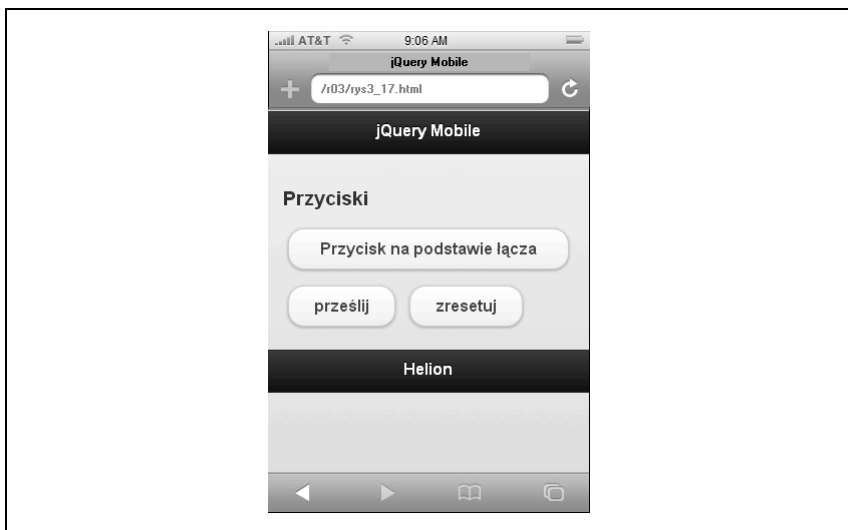 AT&T 9:06 AM
jQuery Mobile
/r03/rys3_17.html
jQuery Mobile
Przyciski
Przycisk na podstawie łącza
prześlij zresetuj
Helion